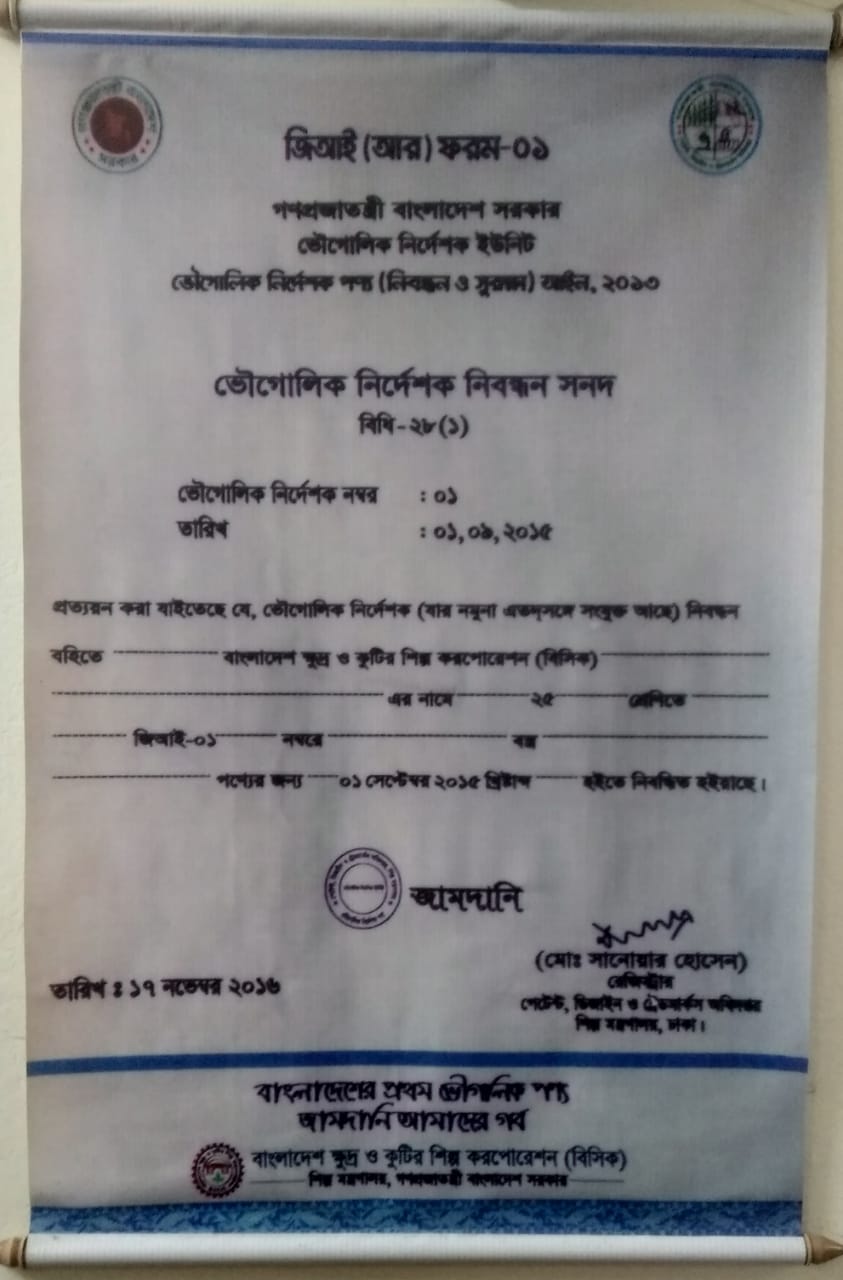 জিআই (আর) ফরম-০১
গণপ্রজাতন্ত্রী বাংলাদেশ সরকার
ভৌগোলিক নির্দেশক ইউনিট
ভৌগোলিক নির্দেশক পণ্য (নিবন্ধন ও সুরক্ষা) আইন, ২০১৩
ভৌগোলিক নির্দেশক নিবন্ধন সনদ
বিধি-২৮(১)
ভৌগোলিক নির্দেশক নম্বর : ০১
তারিখ : ০১,০৯,২০১৫
প্রত্যয়ন করা যাইতেছে যে, ভৌগোলিক নির্দেশক (যার নমুনা এতদ্‌সঙ্গে সংযুক্ত আছে) নিবন্ধন
বহিতে বাংলাদেশ ক্ষুদ্র ও কুটির শিল্প করপোরেশন (বিসিক)
এর নামে ২৫ শ্রেণিতে
জিআই-০১ নম্বরে বস্ত্র
পণ্যের জন্য ০১ সেপ্টেম্বর ২০১৫ খ্রিষ্টাব্দ হইতে নিবন্ধিত হইয়াছে।
জামদানি
(মোঃ সানোয়ার হোসেন)
রেজিস্ট্রার
পেটেন্ট, ডিজাইন ও ট্রেডমার্কস অধিদপ্তর
শিল্প মন্ত্রণালয়, ঢাকা।
তারিখ : ১৭ নভেম্বর ২০১৬
বাংলাদেশের প্রথম ভৌগলিক পণ্য
জামদানি আমাদের গর্ব
বাংলাদেশ ক্ষুদ্র ও কুটির শিল্প করপোরেশন (বিসিক)
শিল্প মন্ত্রণালয়, গণপ্রজাতন্ত্রী বাংলাদেশ সরকার